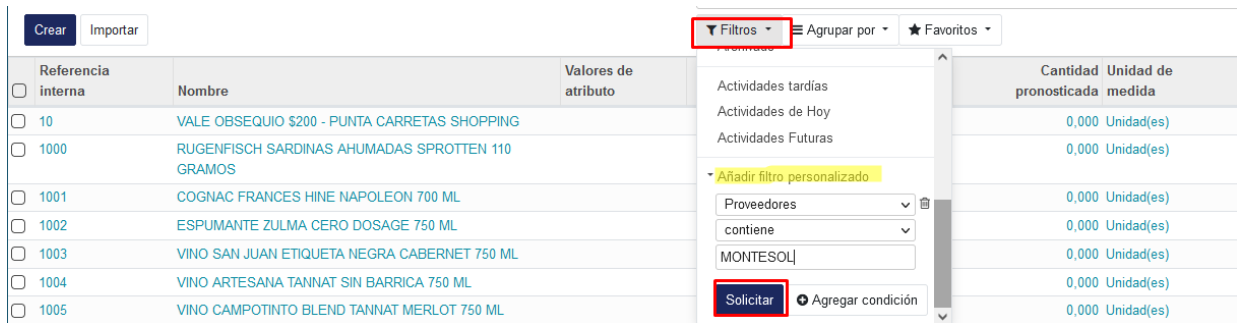 Crear Importar Filtros Agrupar por Favoritos
Referencia interna Nombre Valores de atributo Cantidad pronosticada Unidad de medida
Actividades tardías
Actividades de Hoy
Actividades Futuras
Añadir filtro personalizado
Proveedores
contiene
MONTESOL
Solicitar Agregar condición
10 VALE OBSEQUIO $200 - PUNTA CARRETAS SHOPPING 0,000 Unidad(es)
1000 RUGENFISCH SARDINAS AHUMADAS SPROTTEN 110 0,000 Unidad(es)
GRAMOS
1001 COGNAC FRANCES HINE NAPOLEON 700 ML 0,000 Unidad(es)
1002 ESPUMANTE ZULMA CERO DOSAGE 750 ML 0,000 Unidad(es)
1003 VINO SAN JUAN ETIQUETA NEGRA CABERNET 750 ML 0,000 Unidad(es)
1004 VINO ARTESANA TANNAT SIN BARRICA 750 ML 0,000 Unidad(es)
1005 VINO CAMPOTINTO BLEND TANNAT MERLOT 750 ML 0,000 Unidad(es)